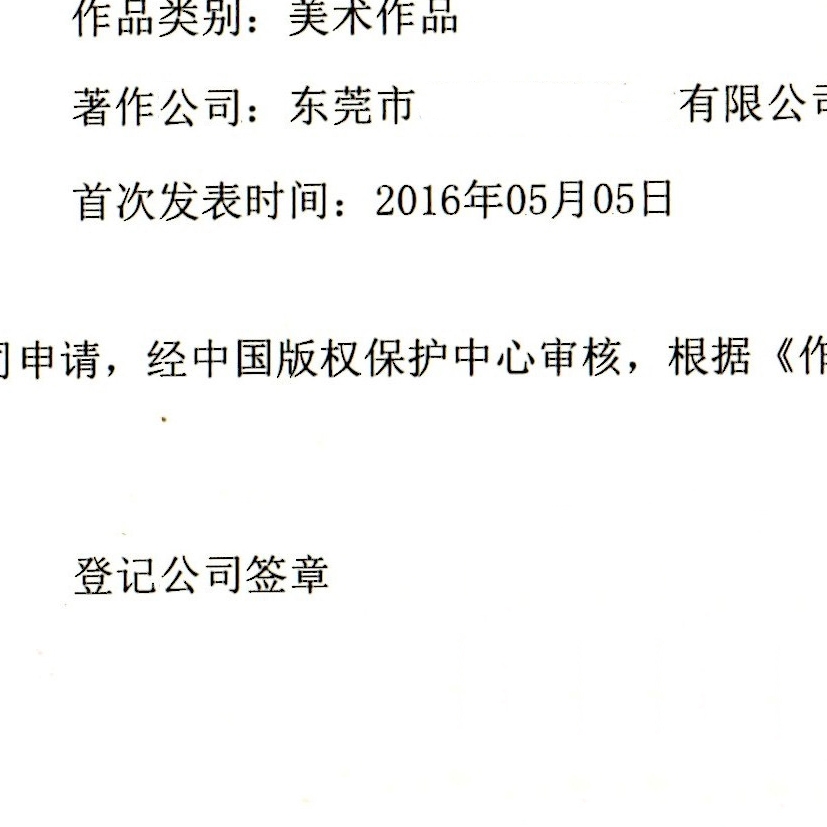 作品类别：美术作品
著作公司：东莞市 有限公司
首次发表时间：2016年05月05日
司申请，经中国版权保护中心审核，根据《作
登记公司签章